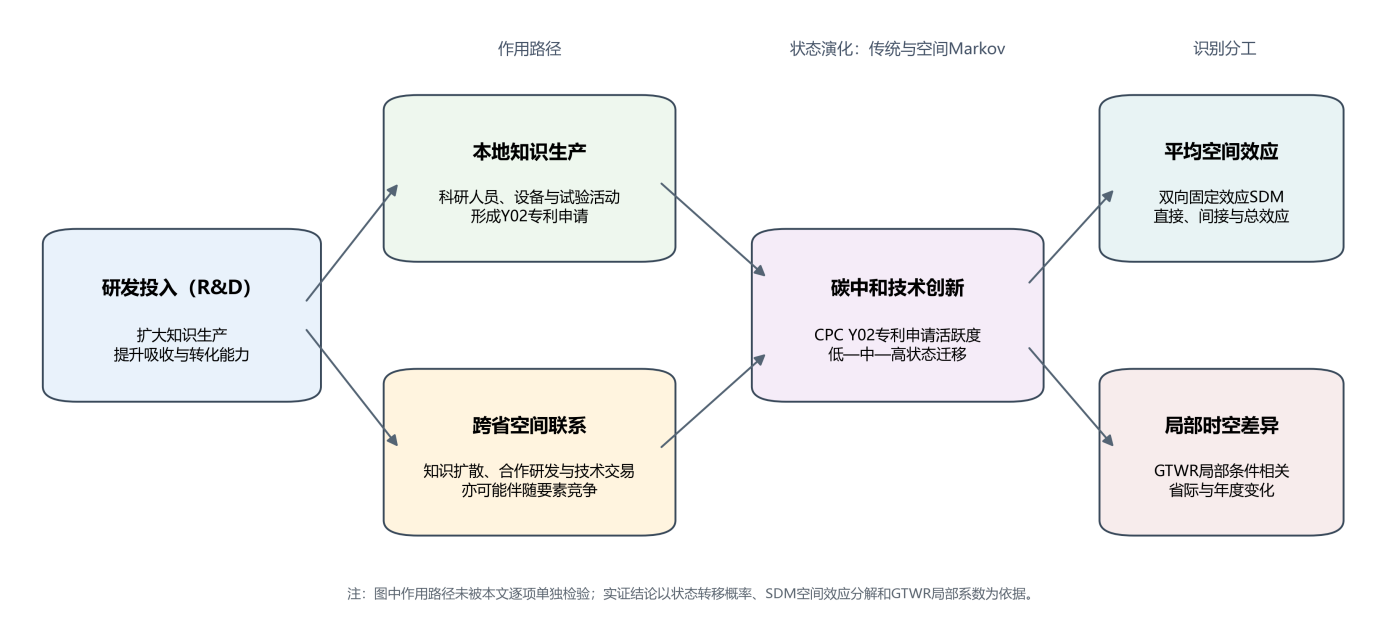 作用路径
状态演化：传统与空间Markov
识别分工
本地知识生产
科研人员、设备与试验活动
形成Y02专利申请
平均空间效应
双向固定效应SDM
直接、间接与总效应
研发投入（R&D）
扩大知识生产
提升吸收与转化能力
碳中和技术创新
CPC Y02专利申请活跃度
低—中—高状态迁移
跨省空间联系
知识扩散、合作研发与技术交易
亦可能伴随要素竞争
局部时空差异
GTWR局部条件相关
省际与年度变化
注：图中作用路径未被本文逐项单独检验；实证结论以状态转移概率、SDM空间效应分解和GTWR局部系数为依据。